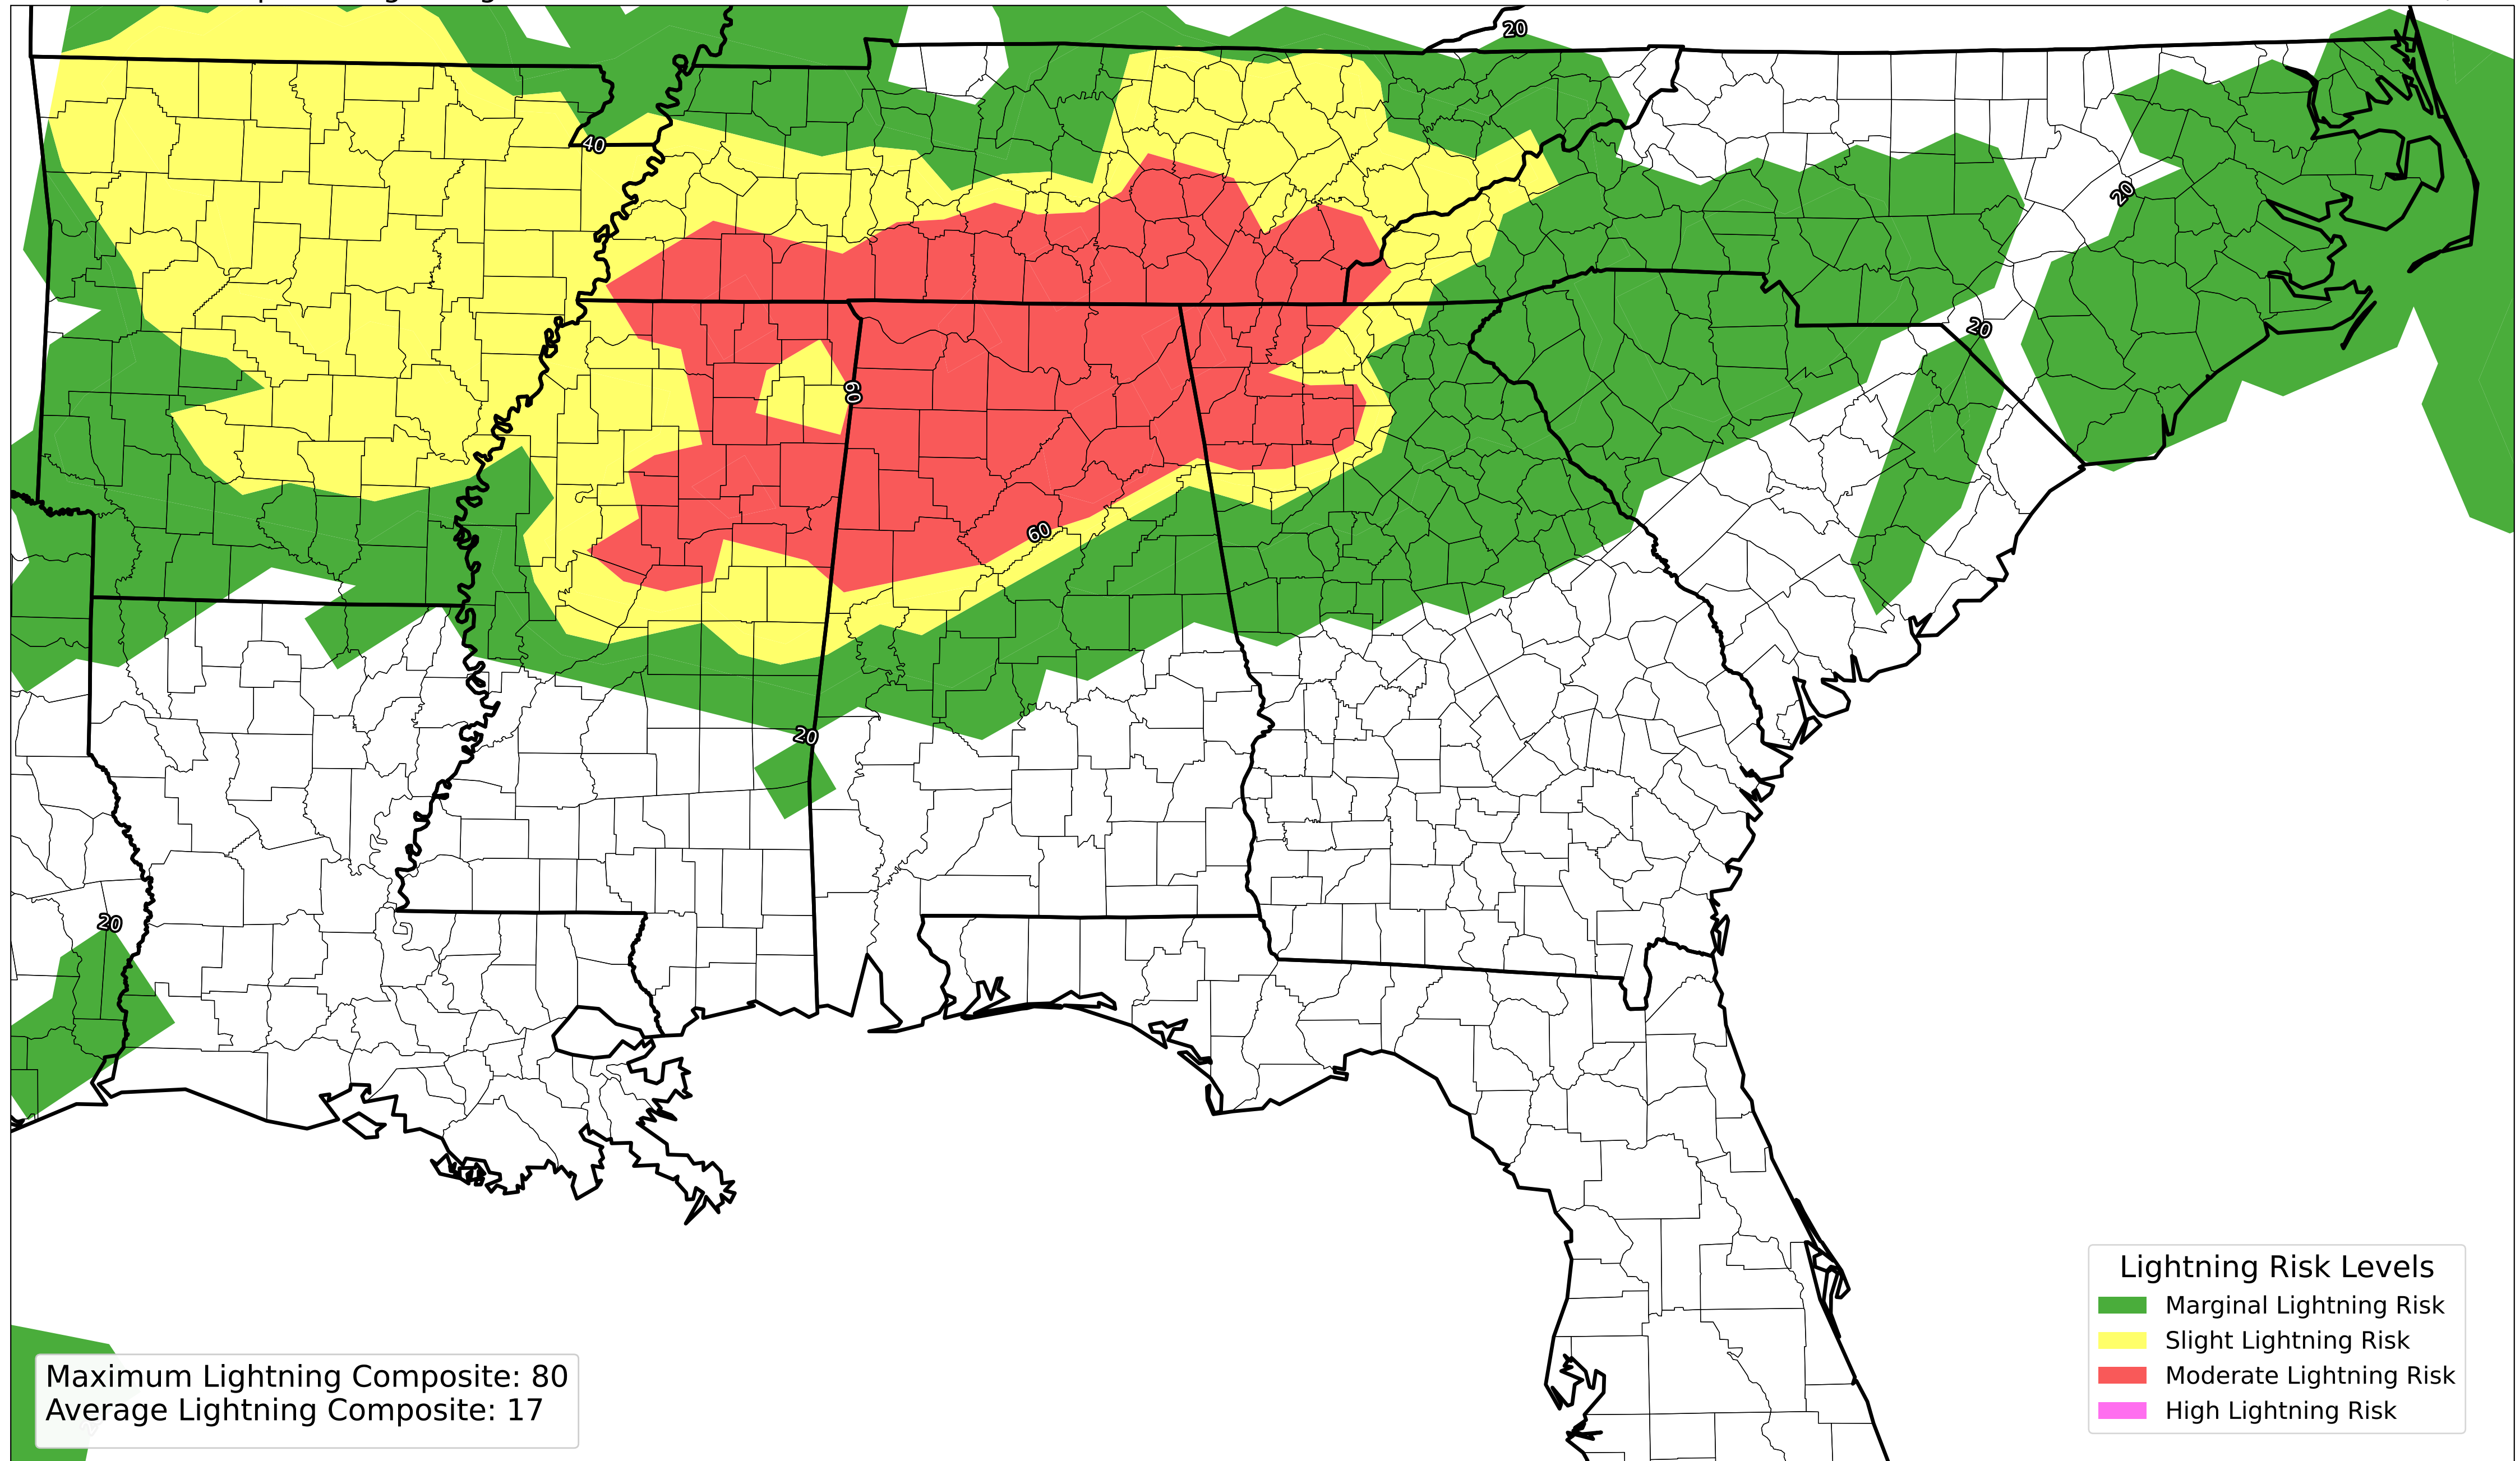 20
40
20
20
60
60
20
20
Lightning Risk Levels
Marginal Lightning Risk
Slight Lightning Risk
Moderate Lightning Risk
High Lightning Risk
Maximum Lightning Composite: 80
Average Lightning Composite: 17